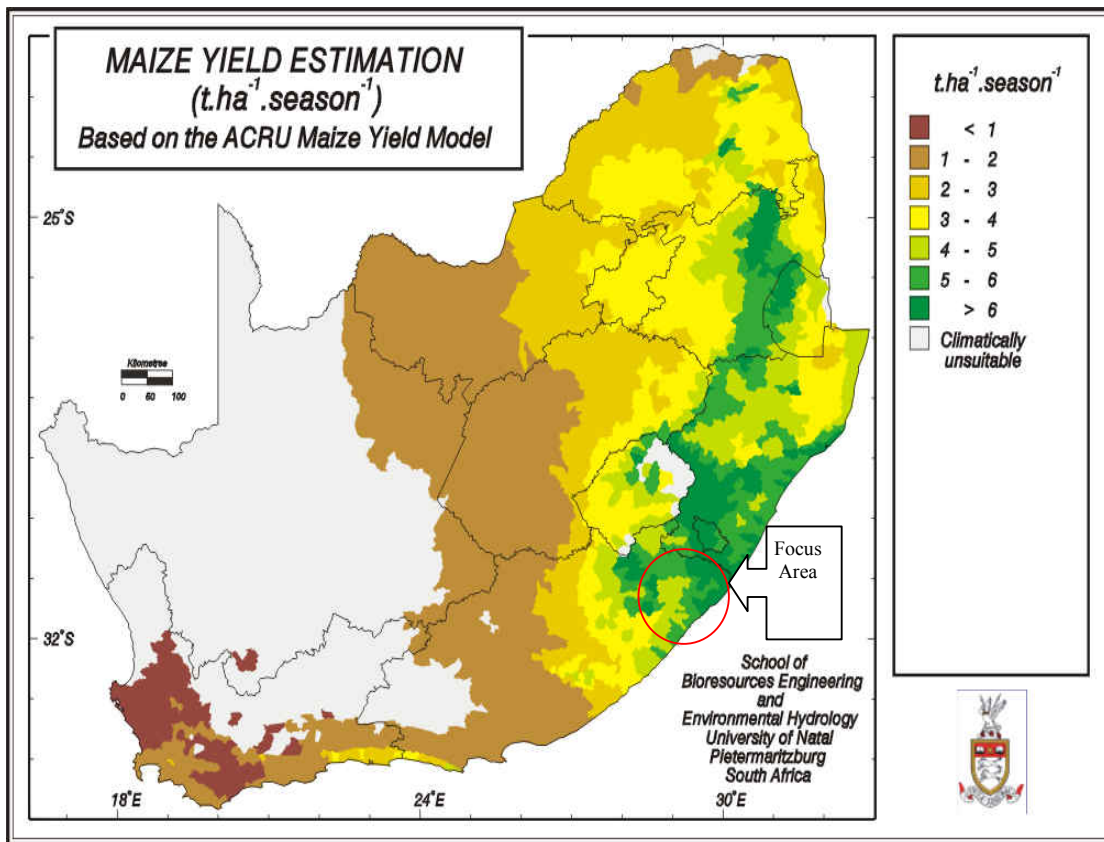 MAIZE YIELD ESTIMATION
(t.ha⁻¹.season⁻¹)
Based on the ACRU Maize Yield Model
t.ha⁻¹.season⁻¹
< 1
1 - 2
2 - 3
3 - 4
4 - 5
5 - 6
> 6
Climatically
unsuitable
25°S
Kilometres
0 60 100
Focus
Area
32°S
School of
Bioresources Engineering
and
Environmental Hydrology
University of Natal
Pietermaritzburg
South Africa
18°E
24°E
30°E